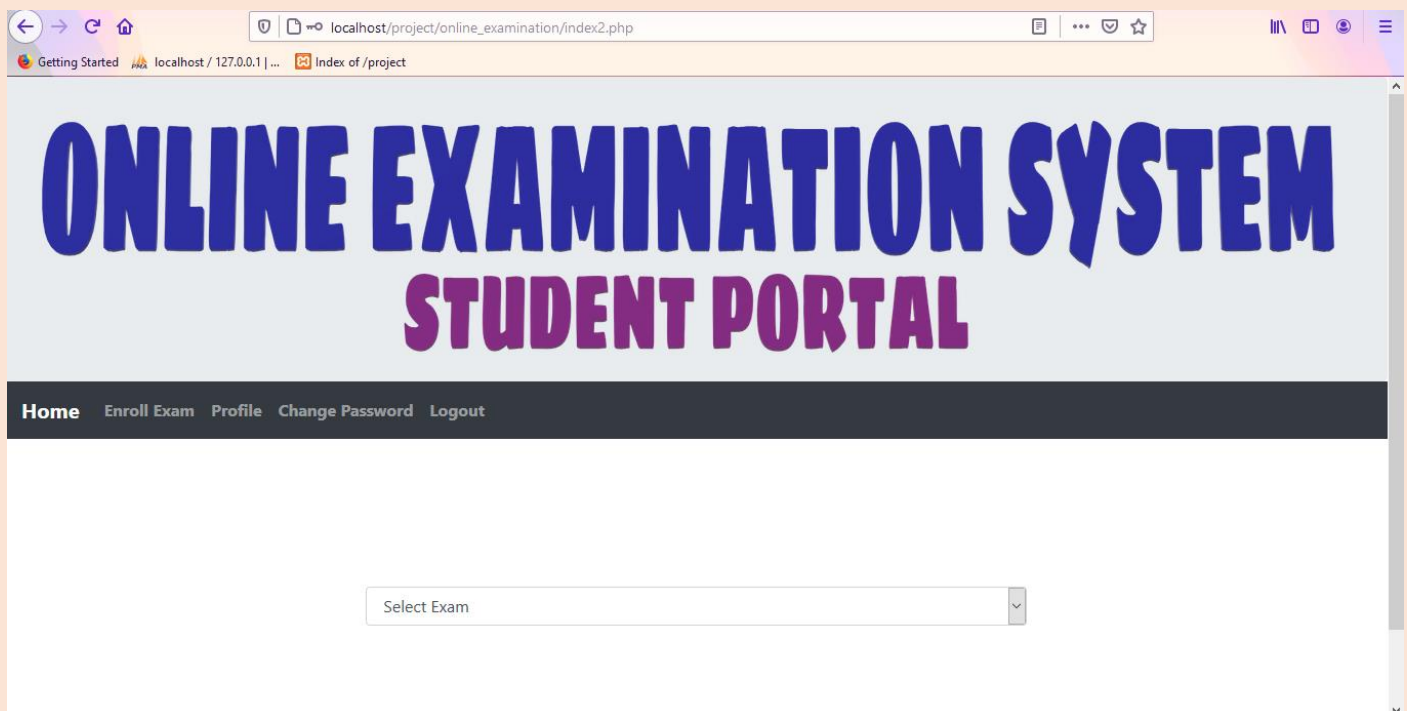 localhost/project/online_examination/index2.php
Getting Started localhost / 127.0.0.1 | ... Index of /project
ONLINE EXAMINATION SYSTEM
STUDENT PORTAL
Home Enroll Exam Profile Change Password Logout
Select Exam